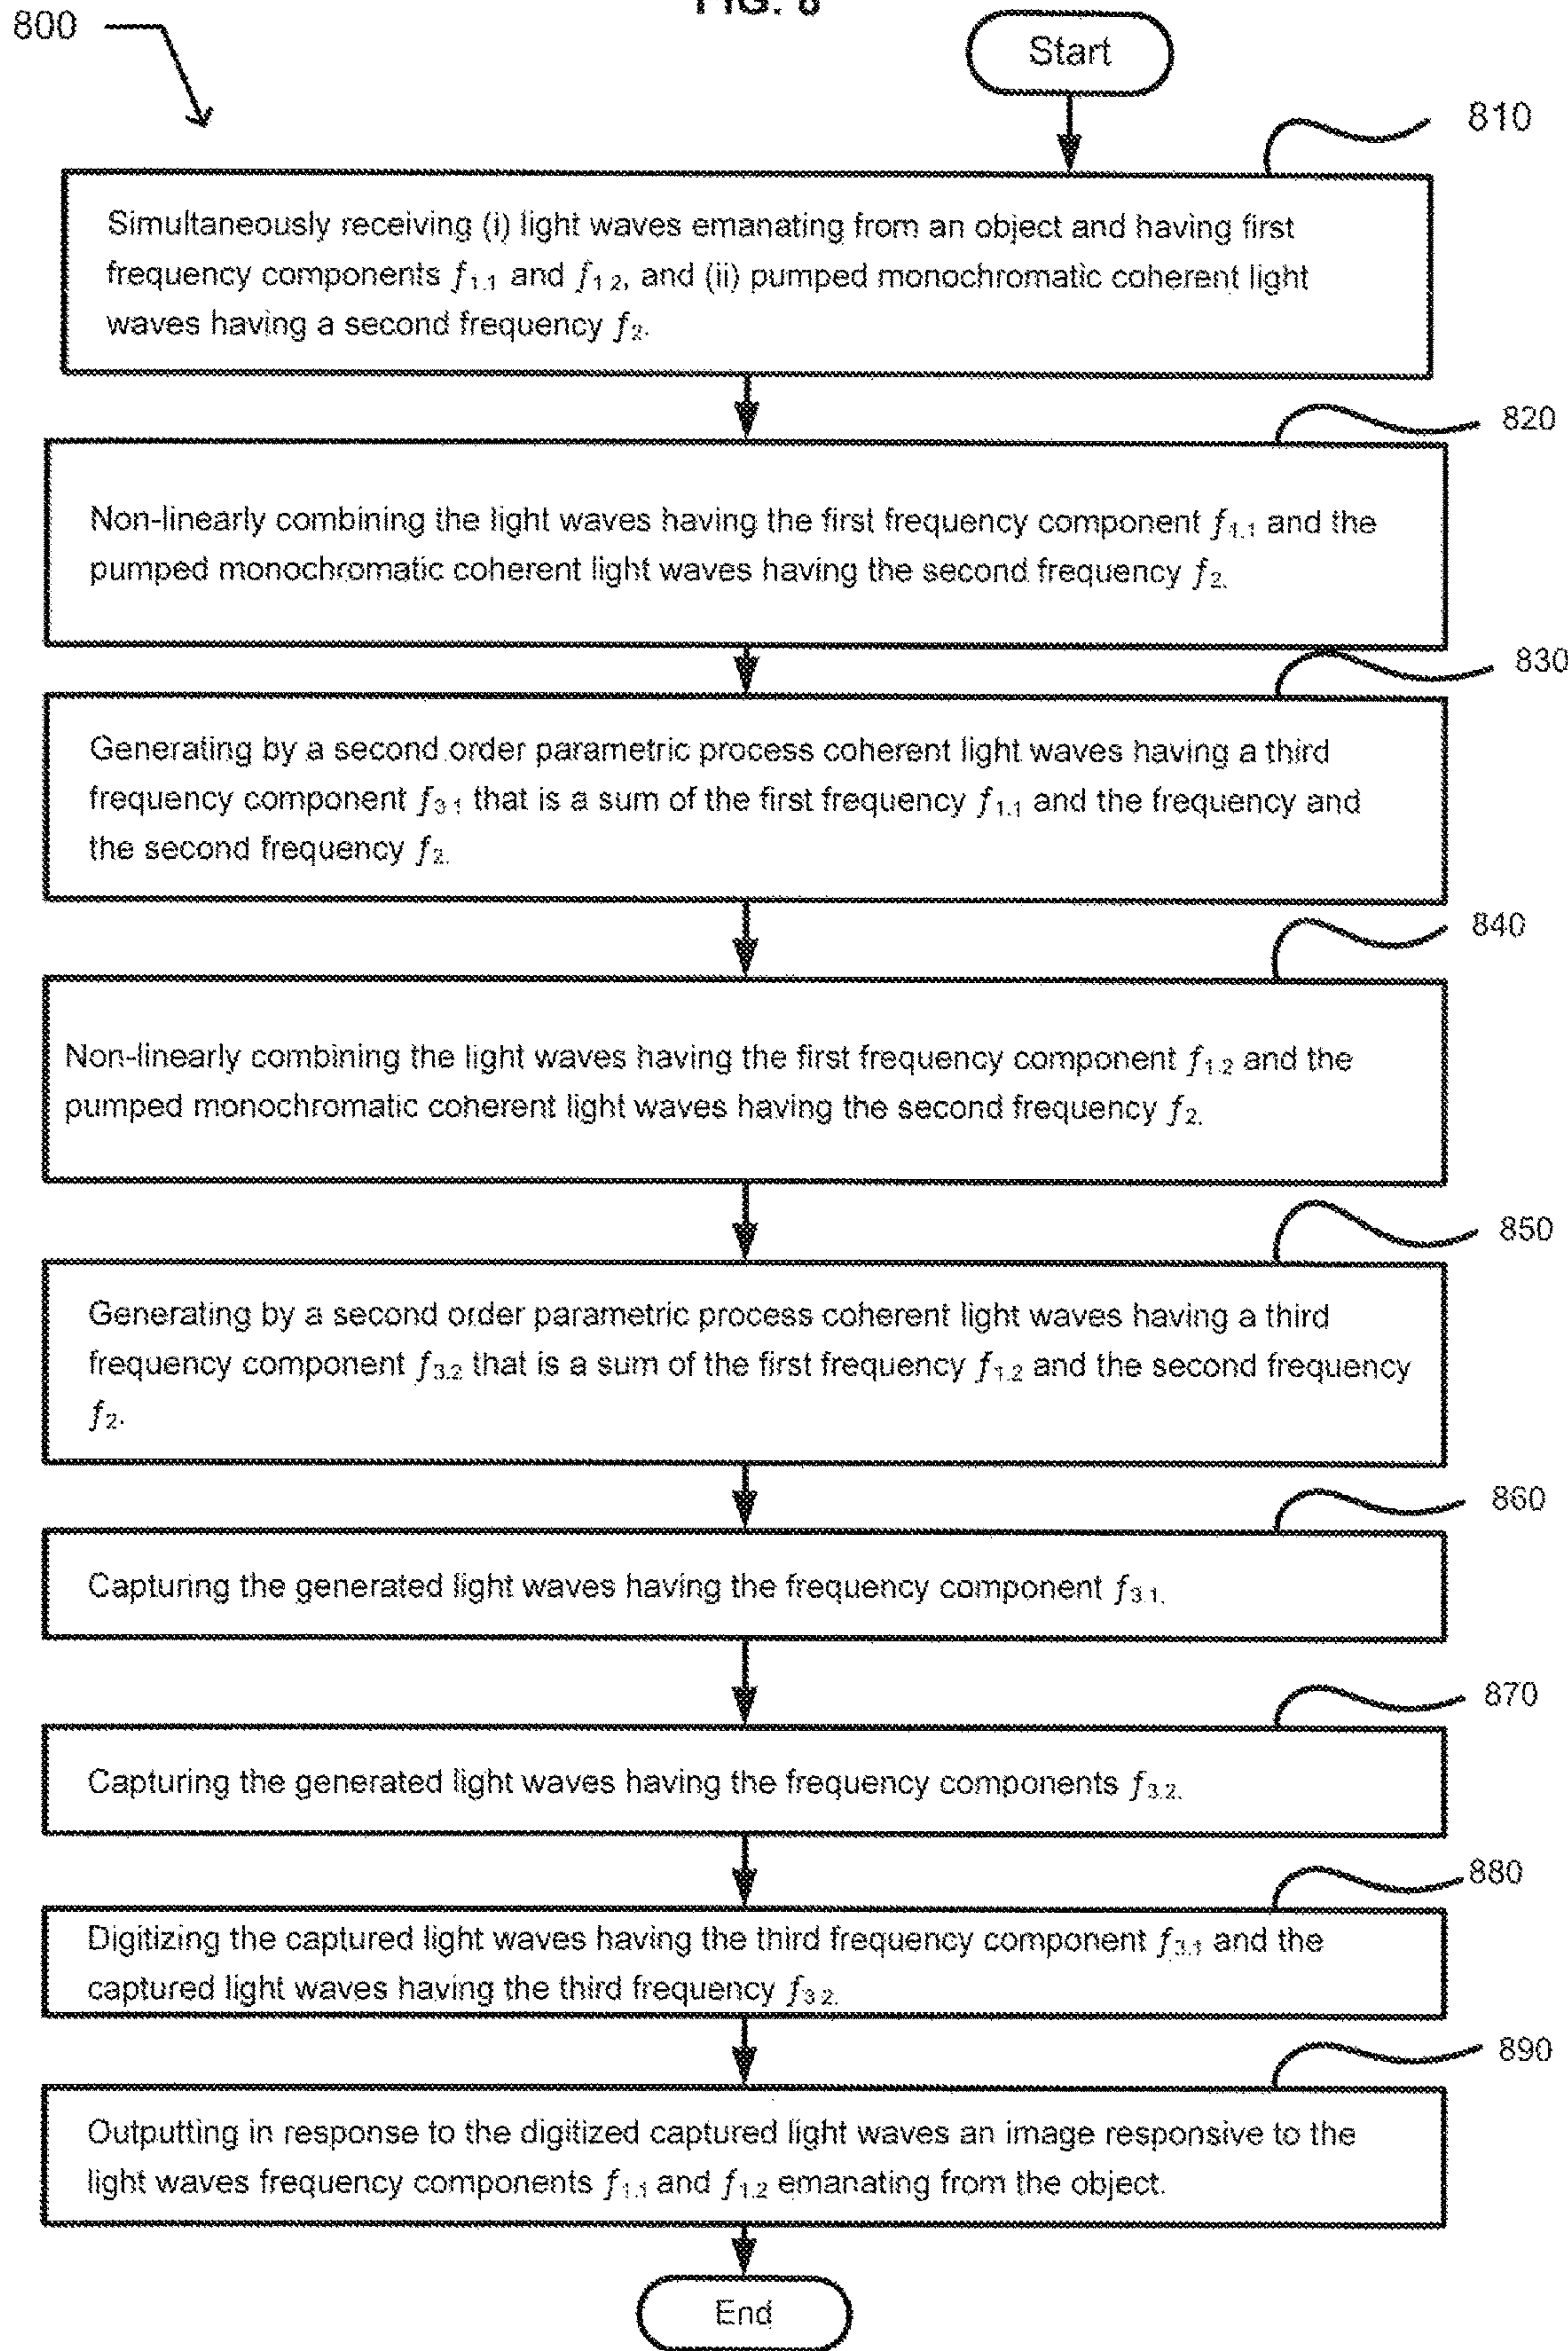 FIG. 8
800
Start
810
Simultaneously receiving (i) light waves emanating from an object and having first
frequency components f1.1 and f1.2, and (ii) pumped monochromatic coherent light
waves having a second frequency f2.
820
Non-linearly combining the light waves having the first frequency component f1.1 and the
pumped monochromatic coherent light waves having the second frequency f2.
830
Generating by a second order parametric process coherent light waves having a third
frequency component f3.1 that is a sum of the first frequency f1.1 and the frequency and
the second frequency f2.
840
Non-linearly combining the light waves having the first frequency component f1.2 and the
pumped monochromatic coherent light waves having the second frequency f2.
850
Generating by a second order parametric process coherent light waves having a third
frequency component f3.2 that is a sum of the first frequency f1.2 and the second frequency
f2.
860
Capturing the generated light waves having the frequency component f3.1.
870
Capturing the generated light waves having the frequency components f3.2.
880
Digitizing the captured light waves having the third frequency component f3.1 and the
captured light waves having the third frequency f3.2.
890
Outputting in response to the digitized captured light waves an image responsive to the
light waves frequency components f1.1 and f1.2 emanating from the object.
End